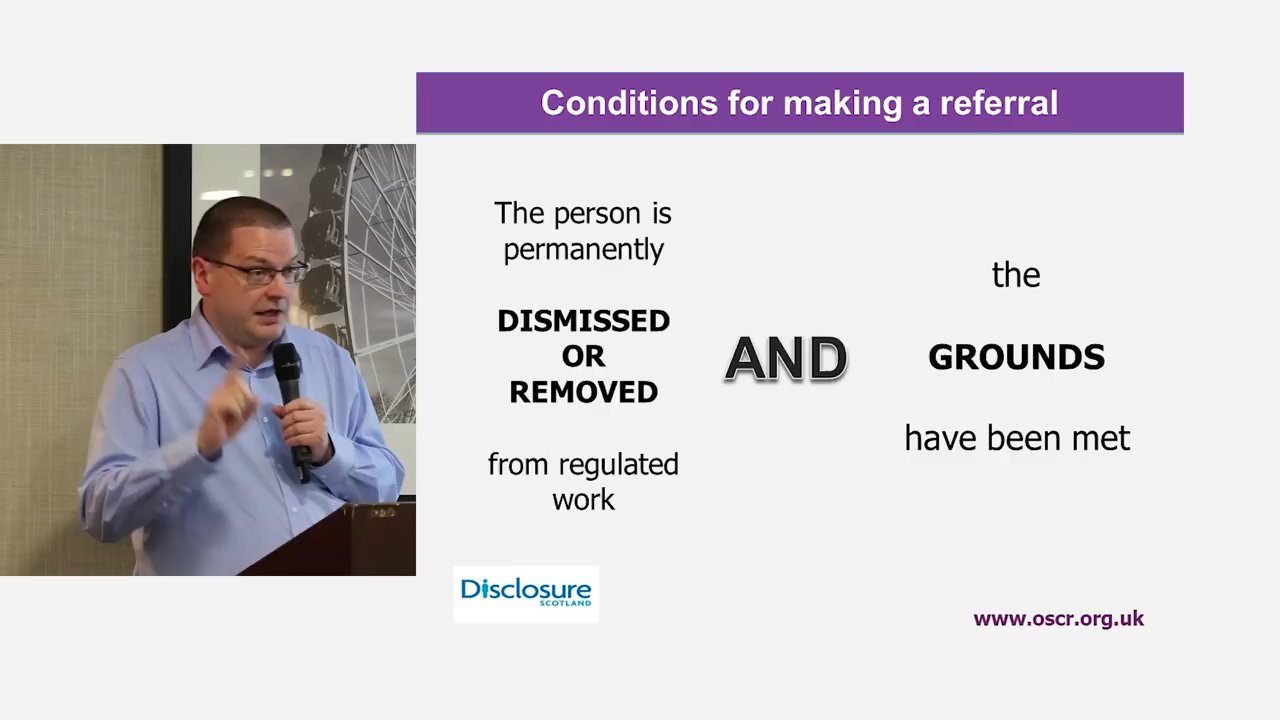 Conditions for making a referral
The person is
permanently
DISMISSED
OR
REMOVED
from regulated
work
AND
the
GROUNDS
have been met
Disclosure
SCOTLAND
www.oscr.org.uk